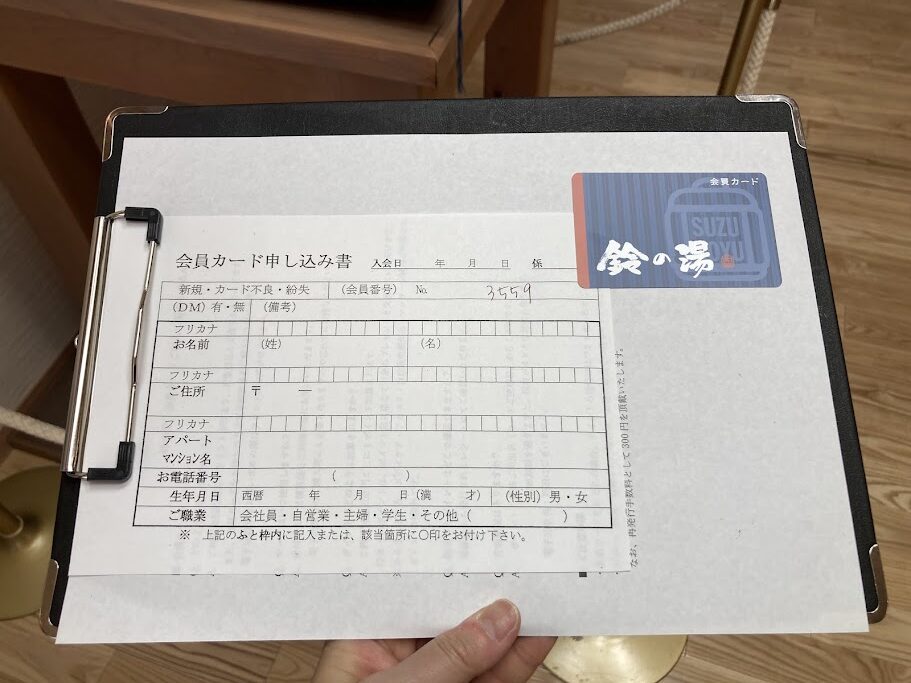 会員カード
SUZU
鈴の湯
会員カード申し込み書 入会日 年 月 日 係
新規・カード不良・紛失 (会員番号) № 3559
(DM) 有・無 (備考)
フリカナ
お名前 (姓) (名)
フリカナ
ご住所 〒 ー
フリカナ
アパート
マンション名
お電話番号 ( )
生年月日 西暦 年 月 日 (満 才) (性別) 男・女
ご職業 会社員・自営業・主婦・学生・その他 ( )
※ 上記のふと枠内に記入または、該当箇所に〇印をお付け下さい。
なお、再発行手数料として300円を頂戴いたします。